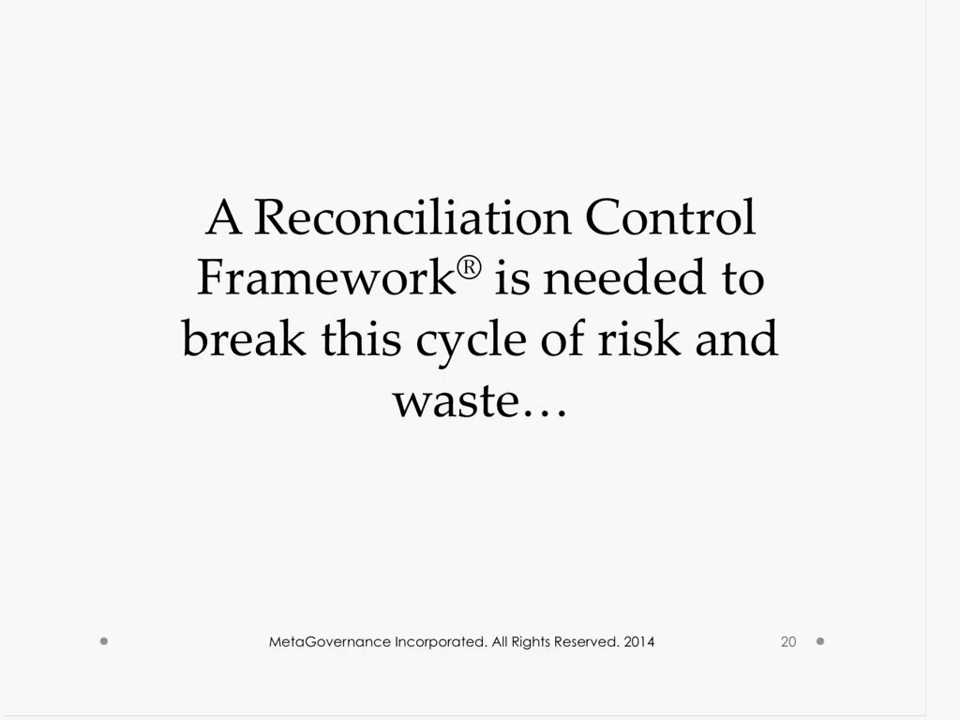 A Reconciliation Control
Framework® is needed to
break this cycle of risk and
waste…
MetaGovernance Incorporated. All Rights Reserved. 2014
20